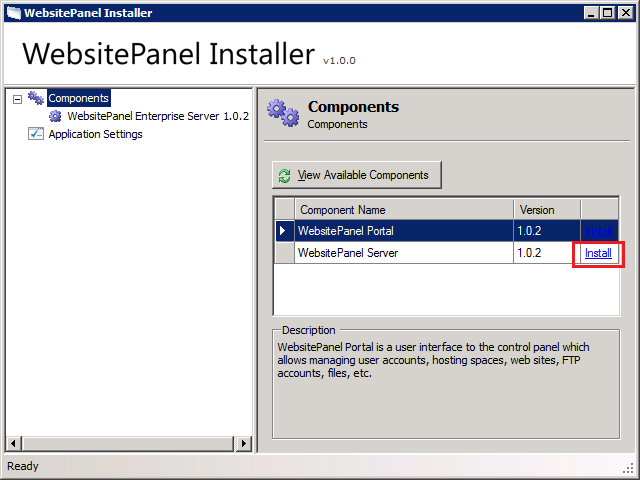 WebsitePanel Installer
WebsitePanel Installer v1.0.0
Components
WebsitePanel Enterprise Server 1.0.2
Application Settings
Components
Components
View Available Components
Component Name Version
WebsitePanel Portal 1.0.2 Install
WebsitePanel Server 1.0.2 Install
Description
WebsitePanel Portal is a user interface to the control panel which
allows managing user accounts, hosting spaces, web sites, FTP
accounts, files, etc.
Ready